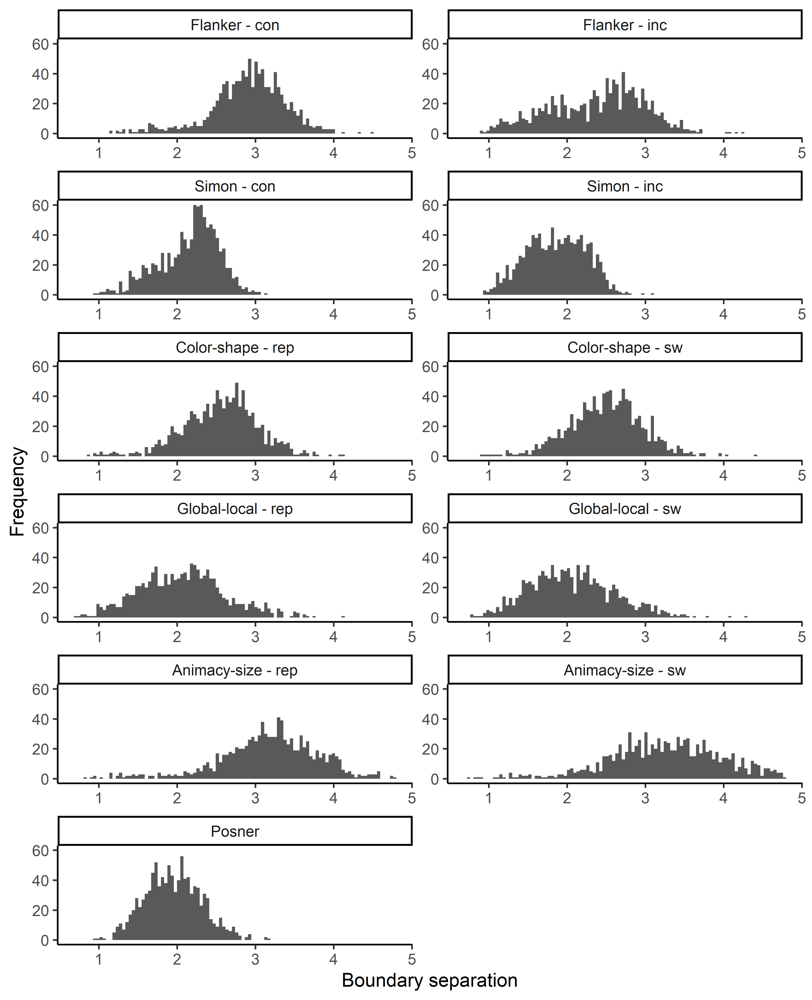 Flanker - con
Flanker - inc
60
40
20
0
1 2 3 4 5
60
40
20
0
1 2 3 4 5
Simon - con
Simon - inc
60
40
20
0
1 2 3 4 5
60
40
20
0
1 2 3 4 5
Color-shape - rep
Color-shape - sw
60
40
20
0
1 2 3 4 5
60
40
20
0
1 2 3 4 5
Frequency
Global-local - rep
Global-local - sw
60
40
20
0
1 2 3 4 5
60
40
20
0
1 2 3 4 5
Animacy-size - rep
Animacy-size - sw
60
40
20
0
1 2 3 4 5
60
40
20
0
1 2 3 4 5
Posner
60
40
20
0
1 2 3 4 5
Boundary separation